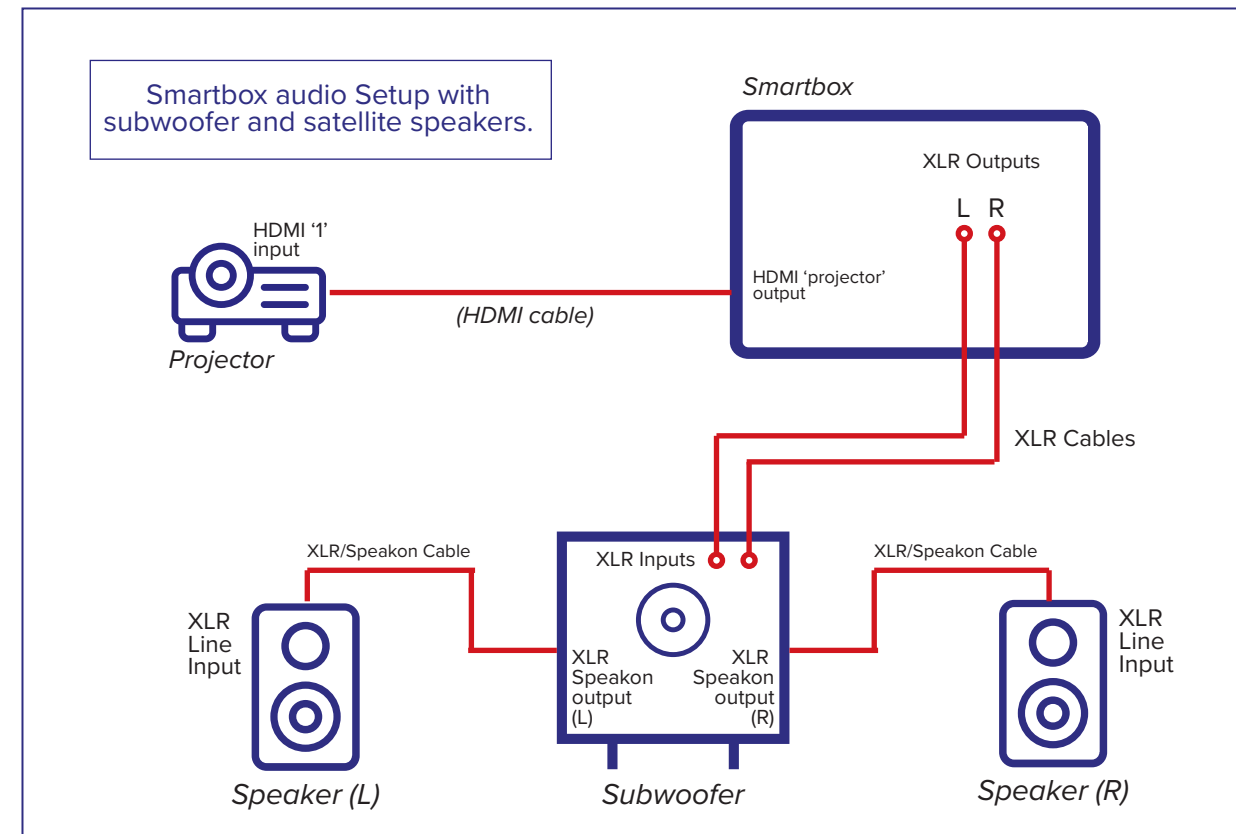 Smartbox audio Setup with
subwoofer and satellite speakers.
Smartbox
XLR Outputs
L R
HDMI ‘1’
input
HDMI ‘projector’
output
(HDMI cable)
Projector
XLR Cables
XLR/Speakon Cable
XLR Inputs
XLR/Speakon Cable
XLR
Line
Input
XLR
Speakon
output
(L)
XLR
Speakon
output
(R)
XLR
Line
Input
Speaker (L)
Subwoofer
Speaker (R)